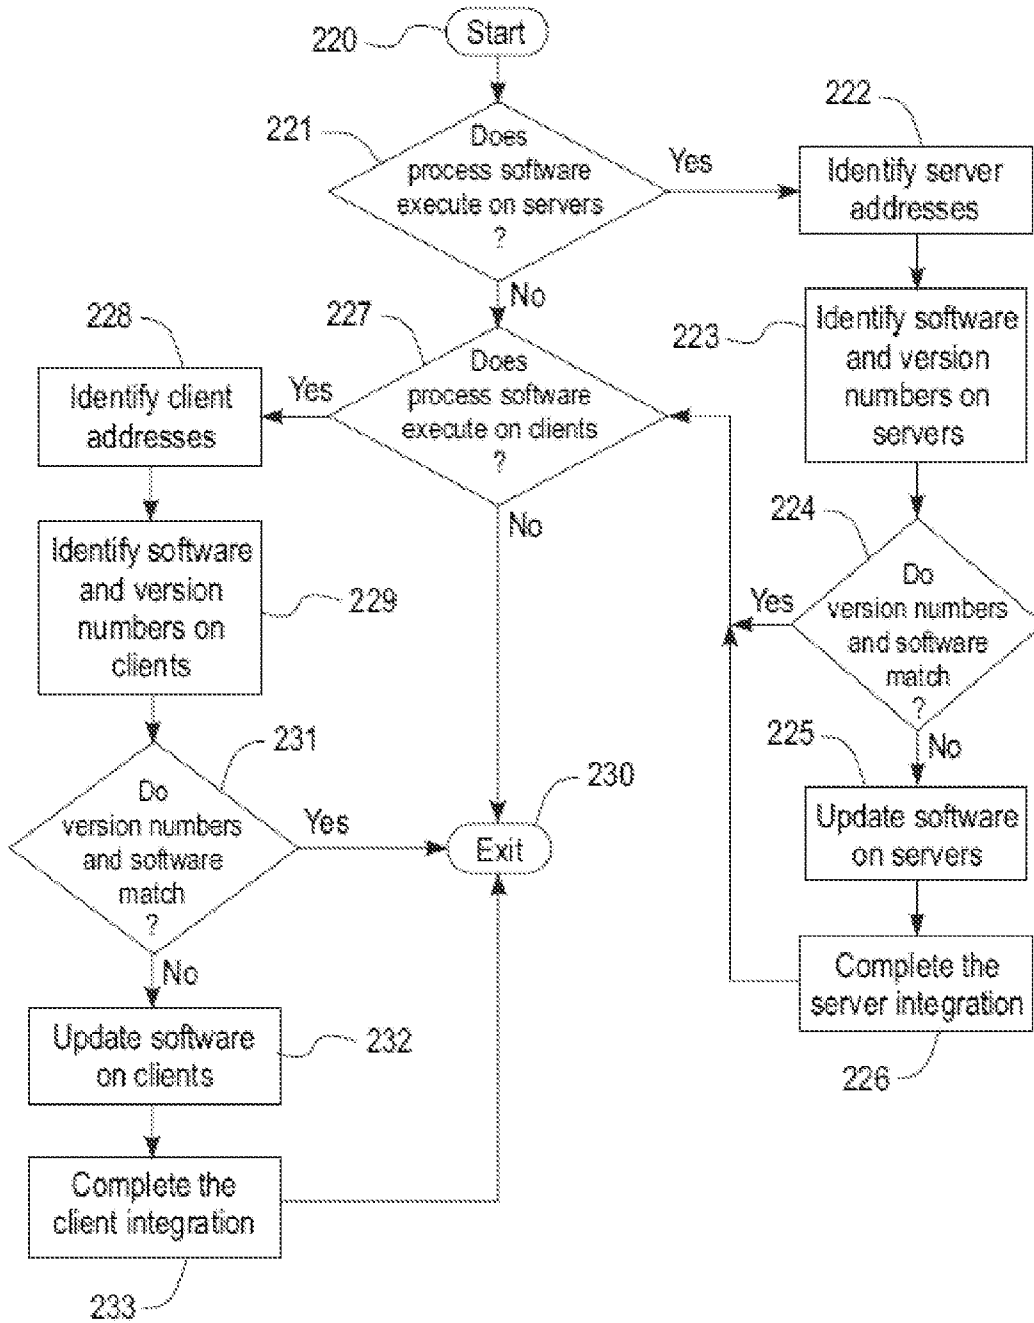 220
Start
221
Does
process software
execute on servers
?
Yes
222
Identify server
addresses
No
223
Identify software
and version
numbers on
servers
227
Does
process software
execute on clients
?
Yes
228
Identify client
addresses
No
224
Do
version numbers
and software
match
?
Yes
229
Identify software
and version
numbers on
clients
225
No
Update software
on servers
231
Do
version numbers
and software
match
?
Yes
230
Exit
Complete the
server integration
226
No
Update software
on clients
232
Complete the
client integration
233